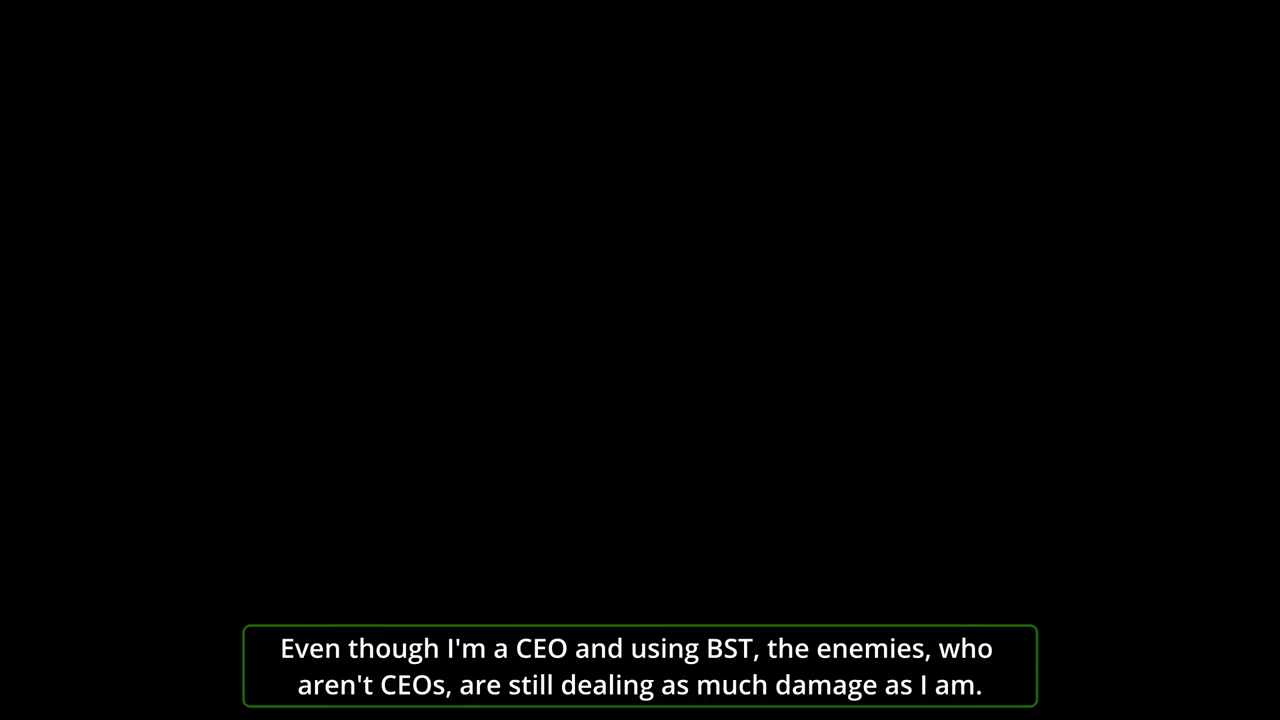 Even though I'm a CEO and using BST, the enemies, who
aren't CEOs, are still dealing as much damage as I am.